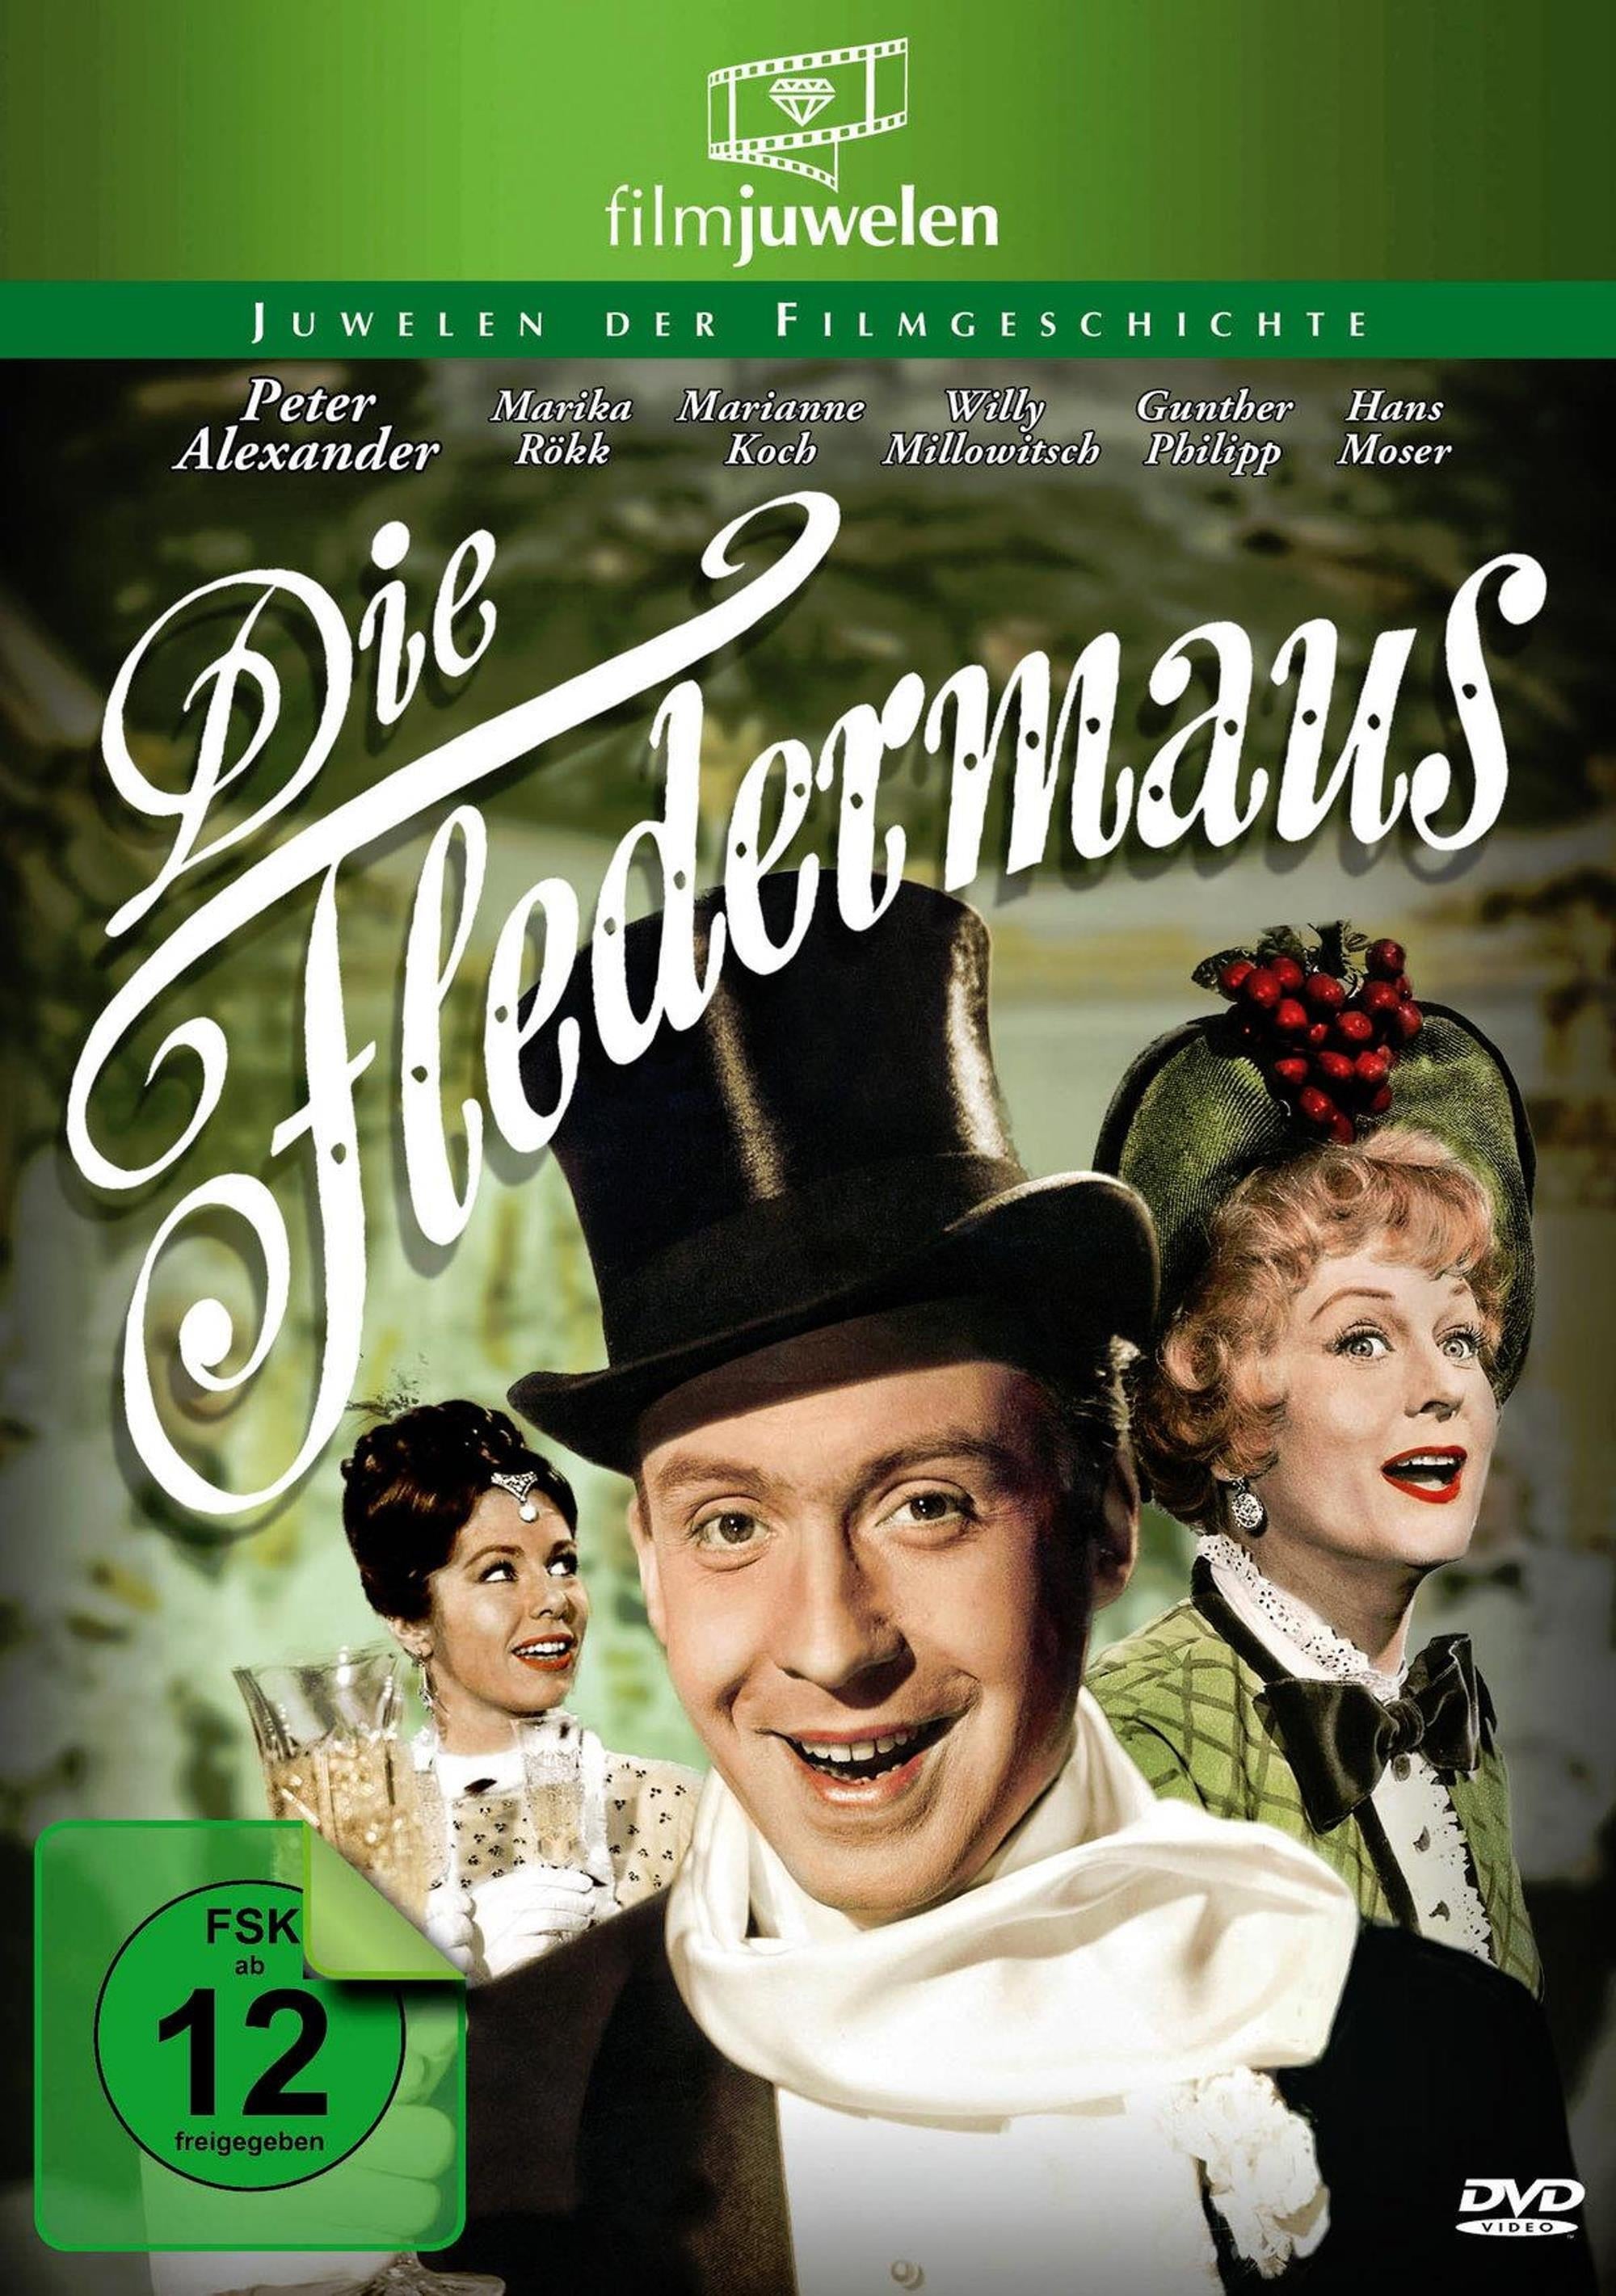 filmjuwelen
JUWELEN DER FILMGESCHICHTE
Peter Alexander
Marika Rökk
Marianne Koch
Willy Millowitsch
Gunther Philipp
Hans Moser
Die
Fledermaus
FSK
ab
12
freigegeben
DVD
VIDEO